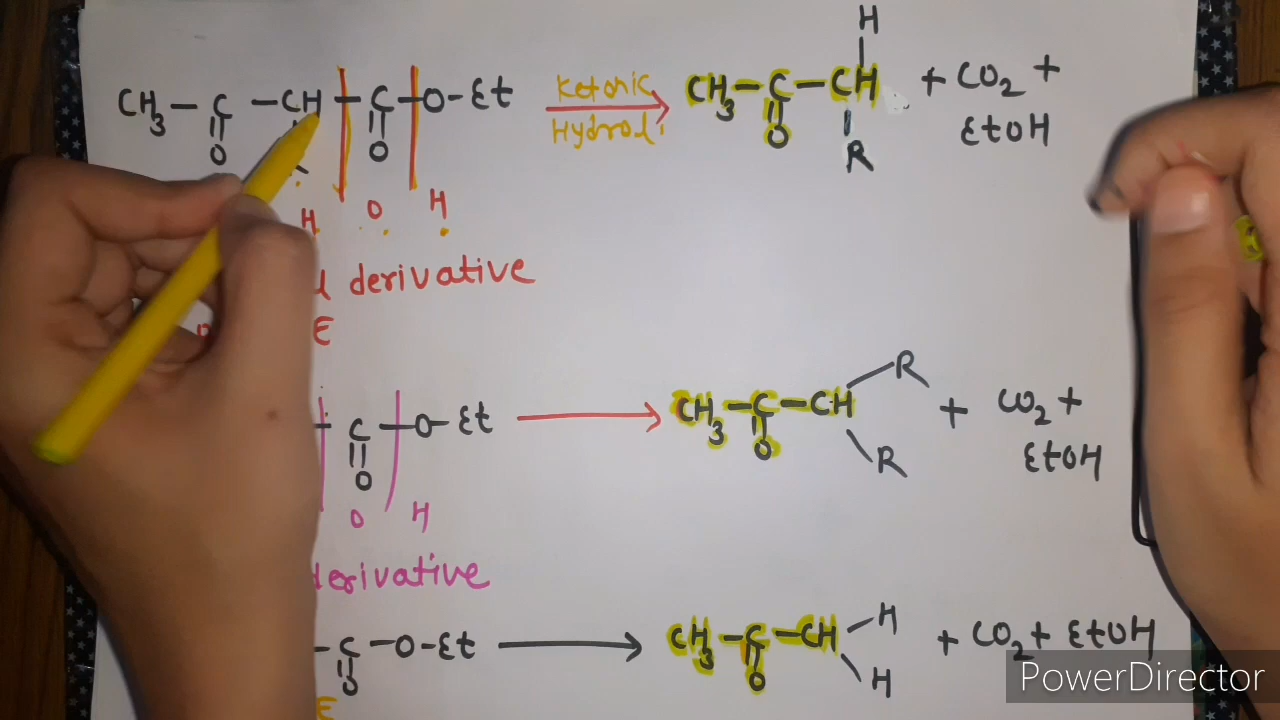 CH3 – C – CH – C – O – Et Ketonic CH3 – C – CH + CO2 +
O O Hydrol O H R EtOH
H O H
derivative
E
C – O – Et CH3 – C – CH R R + CO2 +
O O EtOH
O H
derivative
C – O – Et CH3 – C – CH H H + CO2 + EtOH
O O
E
PowerDirector